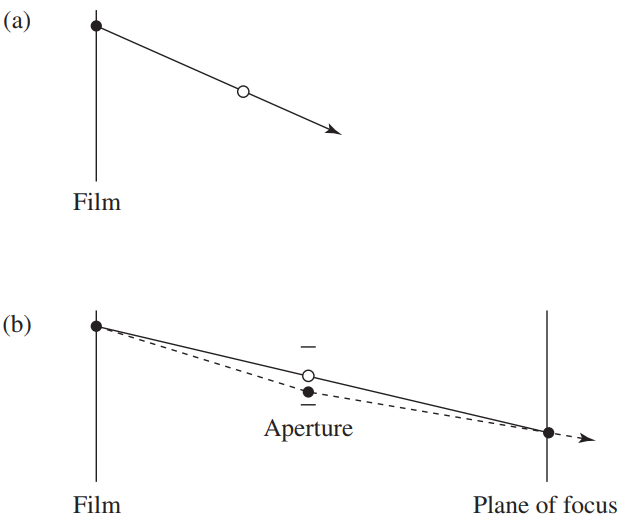 (a)
Film
(b)
Aperture
Film
Plane of focus